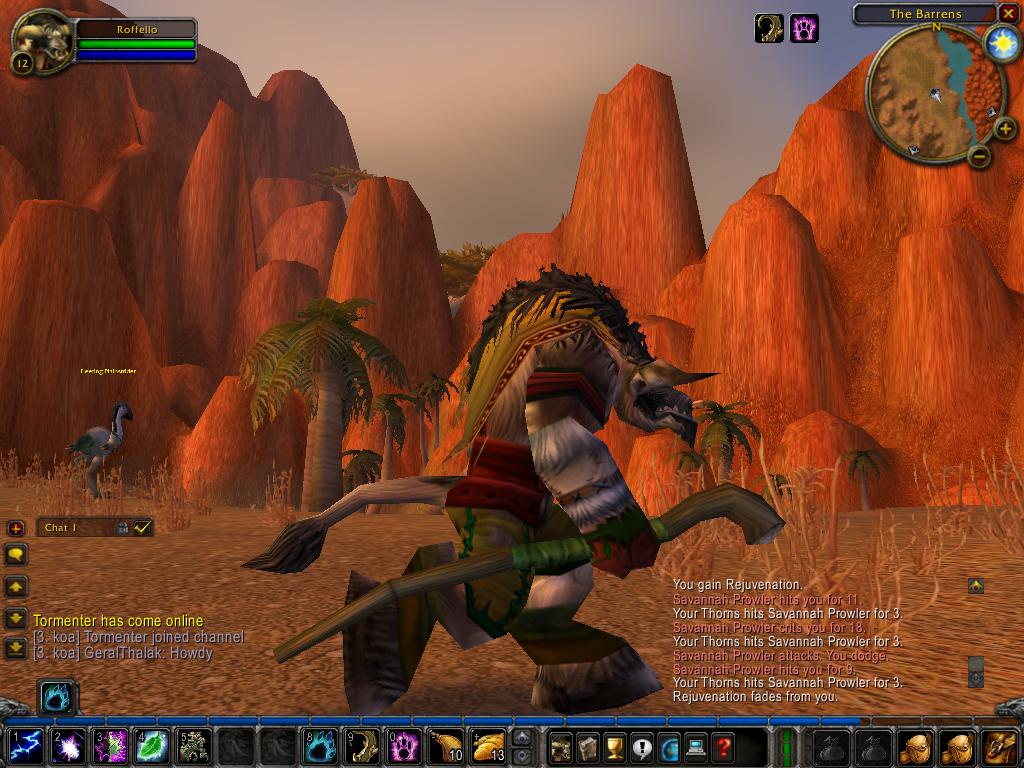 Roffello
12
The Barrens
N
Fleeting Plainstrider
Chat 1
Tormenter has come online
[3. koa] Tormenter joined channel
[3. koa] GeralThalak: Howdy
You gain Rejuvenation.
Savannah Prowler hits you for 11.
Your Thorns hits Savannah Prowler for 3.
Savannah Prowler crits you for 18.
Your Thorns hits Savannah Prowler for 3.
Savannah Prowler attacks. You dodge.
Savannah Prowler hits you for 9.
Your Thorns hits Savannah Prowler for 3.
Rejuvenation fades from you.
2 3 4 5 8 9 0 10 13